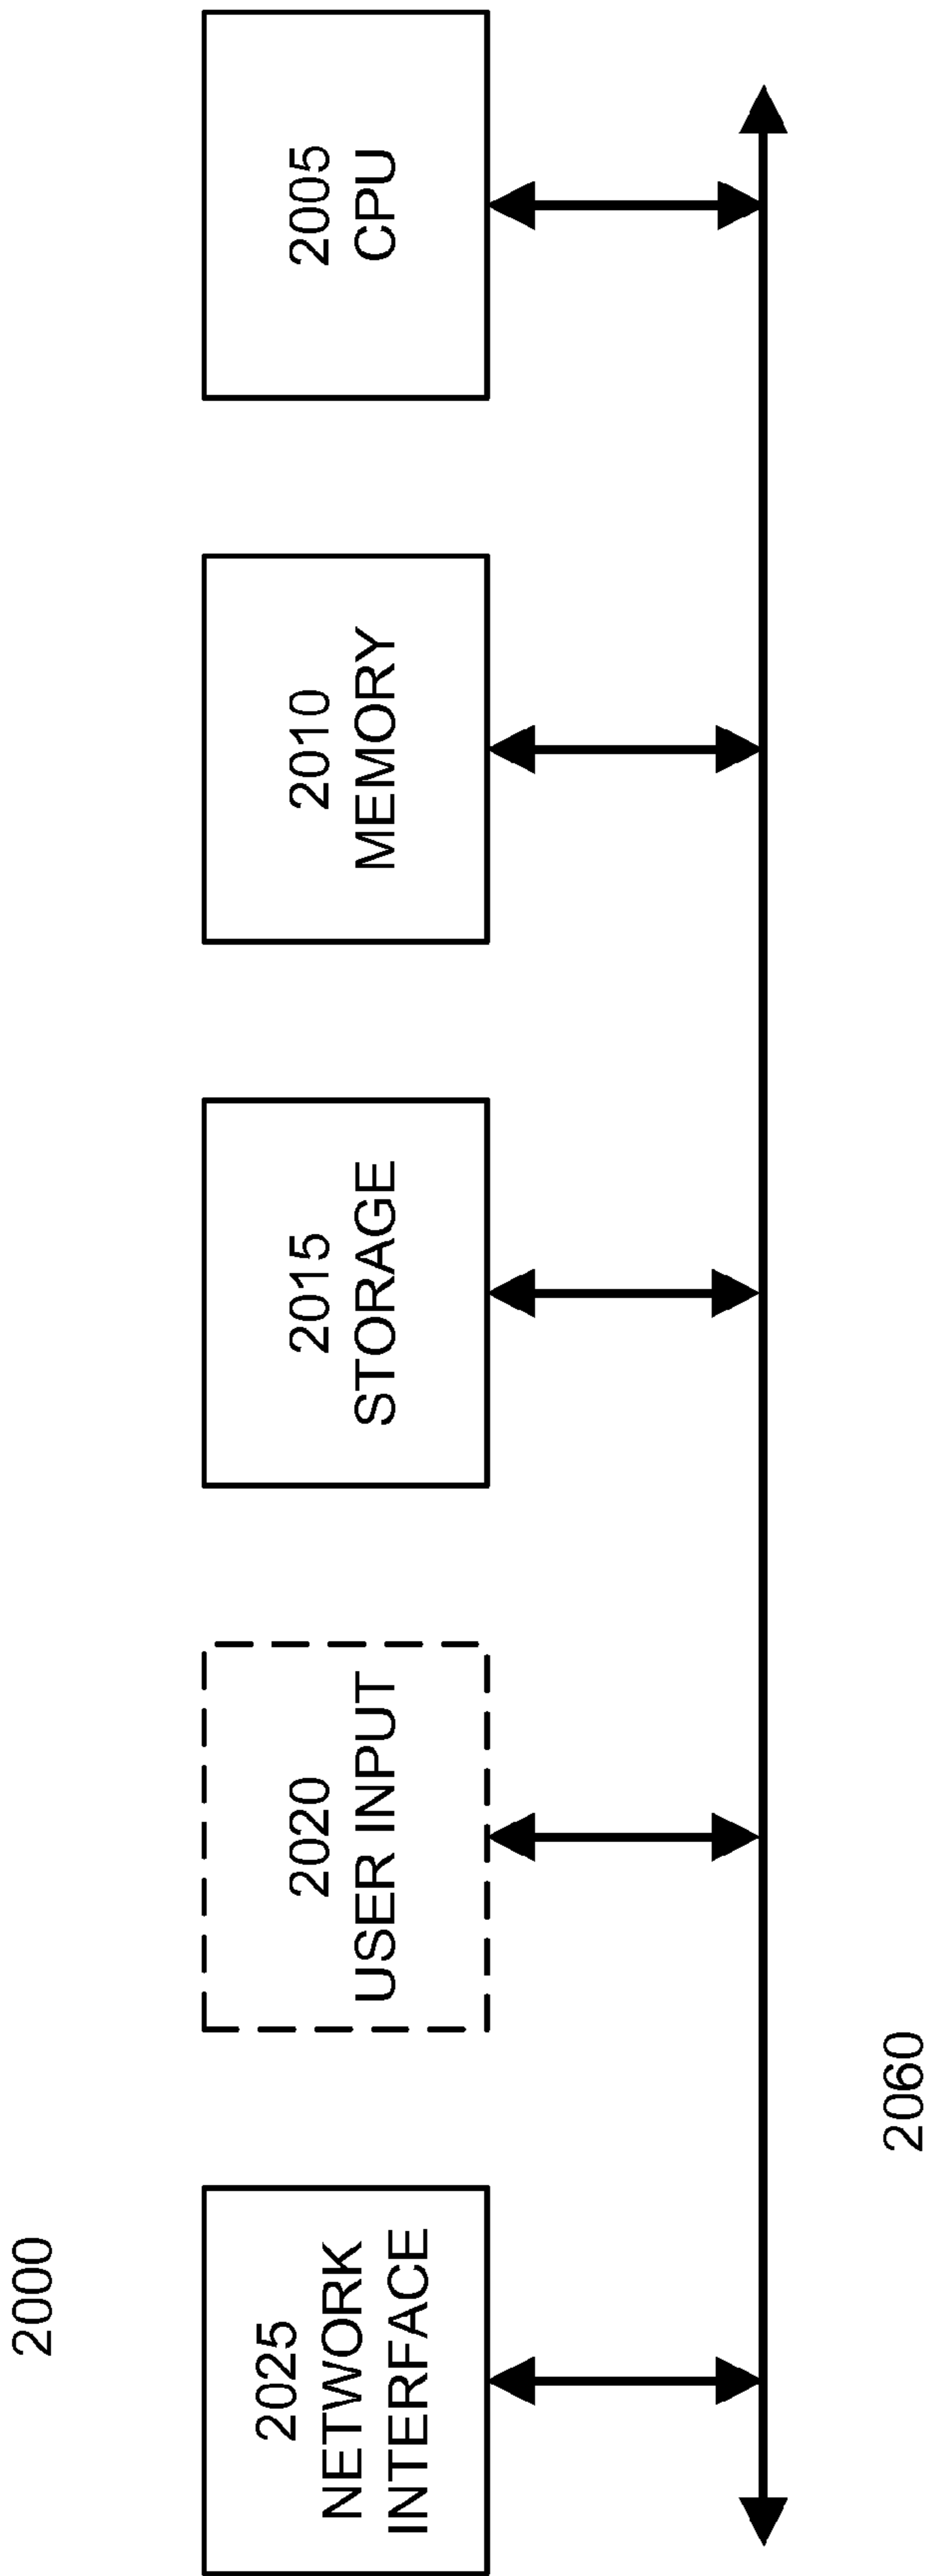 2000
2025
NETWORK
INTERFACE
2020
USER INPUT
2015
STORAGE
2010
MEMORY
2005
CPU
2060